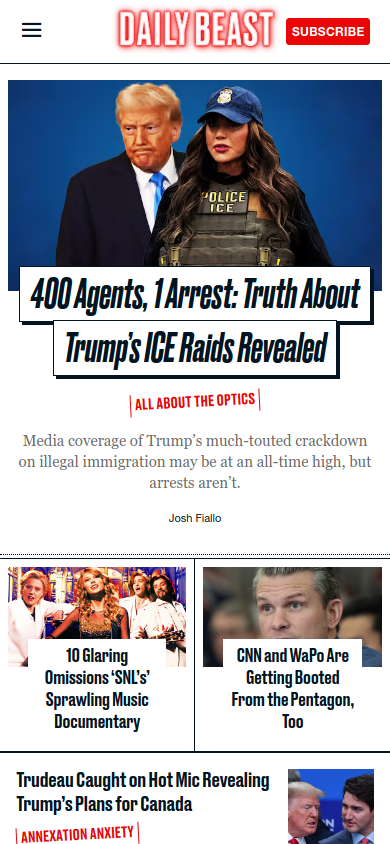 DAILY BEAST
SUBSCRIBE
POLICE
ICE
400 Agents, 1 Arrest: Truth About
Trump's ICE Raids Revealed
ALL ABOUT THE OPTICS
Media coverage of Trump's much-touted crackdown
on illegal immigration may be at an all-time high, but
arrests aren't.
Josh Fiallo
10 Glaring
Omissions 'SNL's'
Sprawling Music
Documentary
CNN and WaPo Are
Getting Booted
From the Pentagon,
Too
Trudeau Caught on Hot Mic Revealing
Trump's Plans for Canada
ANNEXATION ANXIETY